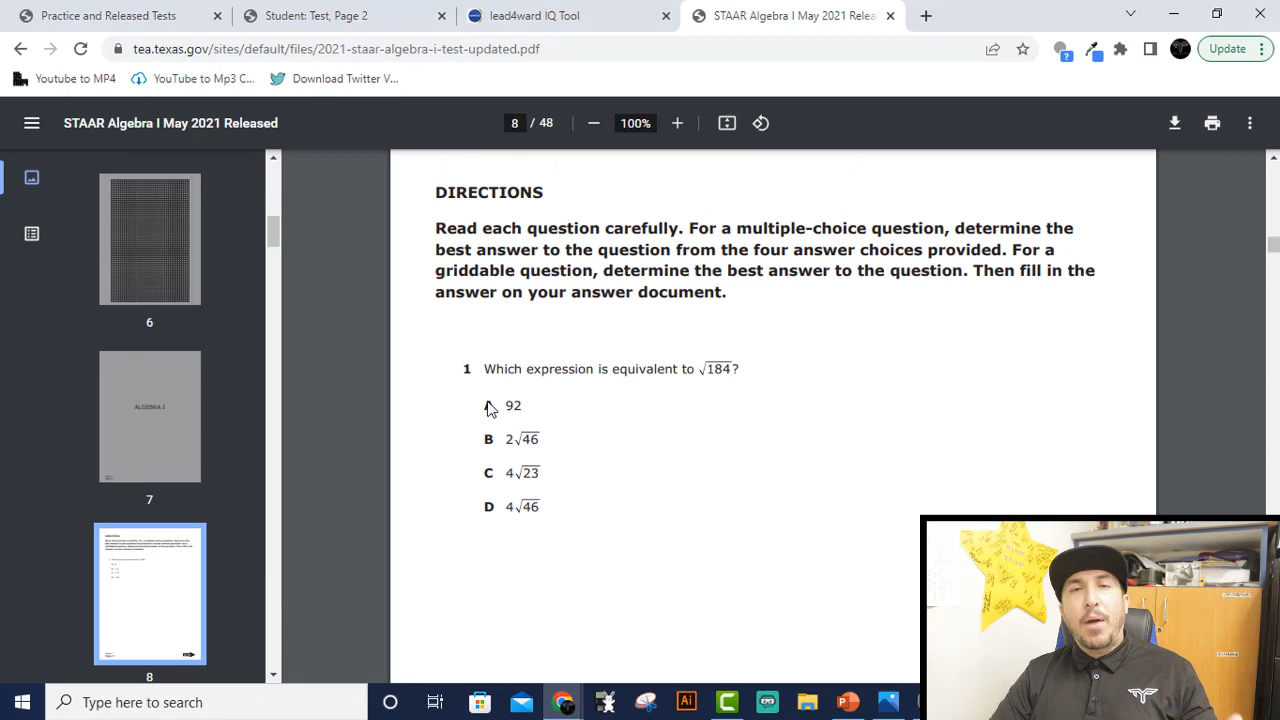 Practice and Released Tests
Student: Test, Page 2
lead4ward IQ Tool
STAAR Algebra I May 2021 Relea
tea.texas.gov/sites/default/files/2021-staar-algebra-i-test-updated.pdf
Update
Youtube to MP4
YouTube to Mp3 C...
Download Twitter V...
STAAR Algebra I May 2021 Released
8 / 48
100%
DIRECTIONS
Read each question carefully. For a multiple-choice question, determine the
best answer to the question from the four answer choices provided. For a
griddable question, determine the best answer to the question. Then fill in the
answer on your answer document.
1 Which expression is equivalent to √184?
A 92
B 2√46
C 4√23
D 4√46
6
ALGEBRA I
7
8
Type here to search